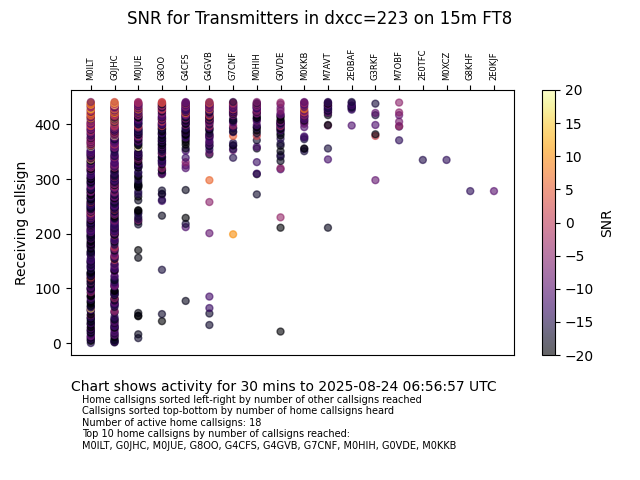 SNR for Transmitters in dxcc=223 on 15m FT8
M0ILT G0JHC M0JUE G8OO G4CFS G4GVB G7CNF M0HIH G0VDE M0KKB M7AVT 2E0BAF G3RKF M7OBF 2E0TFC M0XCZ G8KHF 2E0KJF
Receiving callsign
400
300
200
100
0
20
15
10
5
0
−5
−10
−15
−20
SNR
Chart shows activity for 30 mins to 2025-08-24 06:56:57 UTC
Home callsigns sorted left-right by number of other callsigns reached
Callsigns sorted top-bottom by number of home callsigns heard
Number of active home callsigns: 18
Top 10 home callsigns by number of callsigns reached:
M0ILT, G0JHC, M0JUE, G8OO, G4CFS, G4GVB, G7CNF, M0HIH, G0VDE, M0KKB